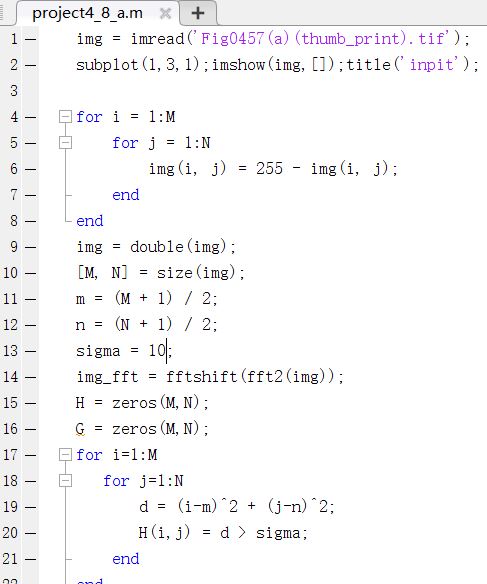 project4_8_a.m × +
1 — img = imread('Fig0457(a)(thumb_print).tif');
2 — subplot(1,3,1);imshow(img,[]);title('inpit');
3
4 — for i = 1:M
5 — for j = 1:N
6 — img(i, j) = 255 - img(i, j);
7 — end
8 — end
9 — img = double(img);
10 — [M, N] = size(img);
11 — m = (M + 1) / 2;
12 — n = (N + 1) / 2;
13 — sigma = 10;
14 — img_fft = fftshift(fft2(img));
15 — H = zeros(M,N);
16 — G = zeros(M,N);
17 — for i=1:M
18 — for j=1:N
19 — d = (i-m)^2 + (j-n)^2;
20 — H(i,j) = d > sigma;
21 — end
22 — end